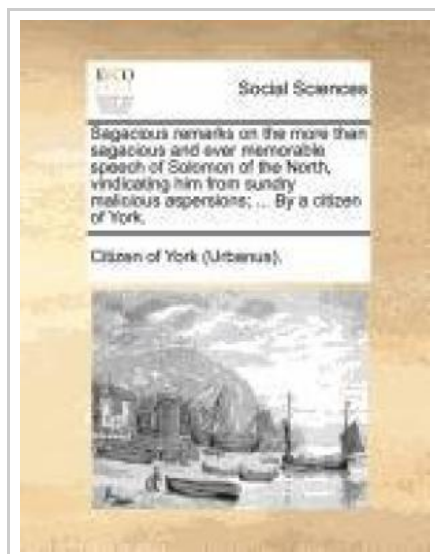 ECCO
Social Sciences
Sagacious remarks on the more than
sagacious and ever memorable
speech of Solomon of the North,
vindicating him from sundry
malicious aspersions; ... By a citizen
of York.
Citizen of York (Urbanus).